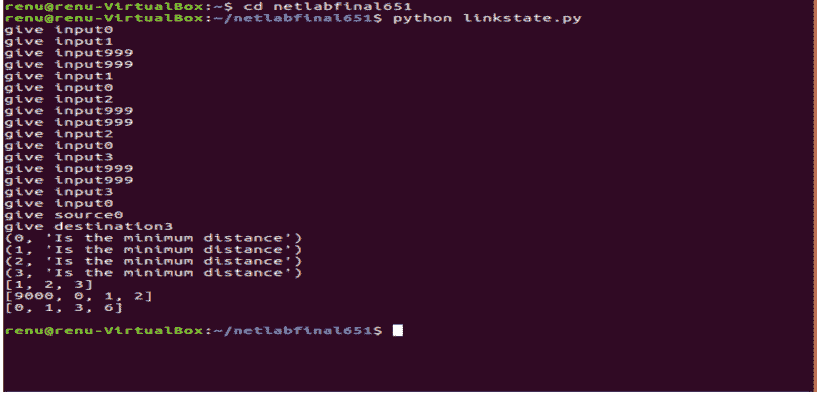 renu@renu-VirtualBox:~$ cd netlabfinal651
renu@renu-VirtualBox:~/netlabfinal651$ python linkstate.py
give input0
give input1
give input999
give input999
give input1
give input0
give input2
give input999
give input999
give input2
give input0
give input3
give input999
give input999
give input3
give input0
give source0
give destination3
(0, 'Is the minimum distance')
(1, 'Is the minimum distance')
(2, 'Is the minimum distance')
(3, 'Is the minimum distance')
[1, 2, 3]
[9000, 0, 1, 2]
[0, 1, 3, 6]
renu@renu-VirtualBox:~/netlabfinal651$